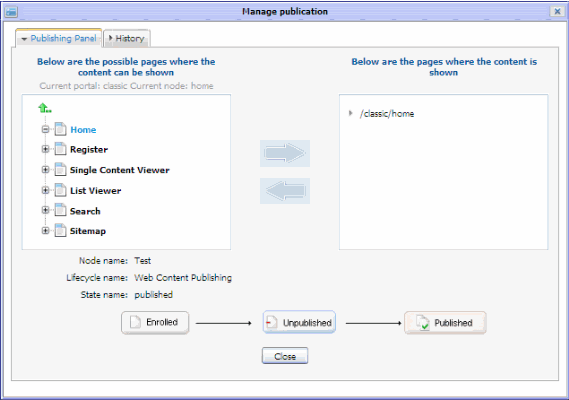 Manage publication
Publishing Panel
History
Below are the possible pages where the
content can be shown
Current portal: classic Current node: home
Below are the pages where the content is
shown
Home
Register
Single Content Viewer
List Viewer
Search
Sitemap
/classic/home
Node name: Test
Lifecycle name: Web Content Publishing
State name: published
Enrolled
Unpublished
Published
Close